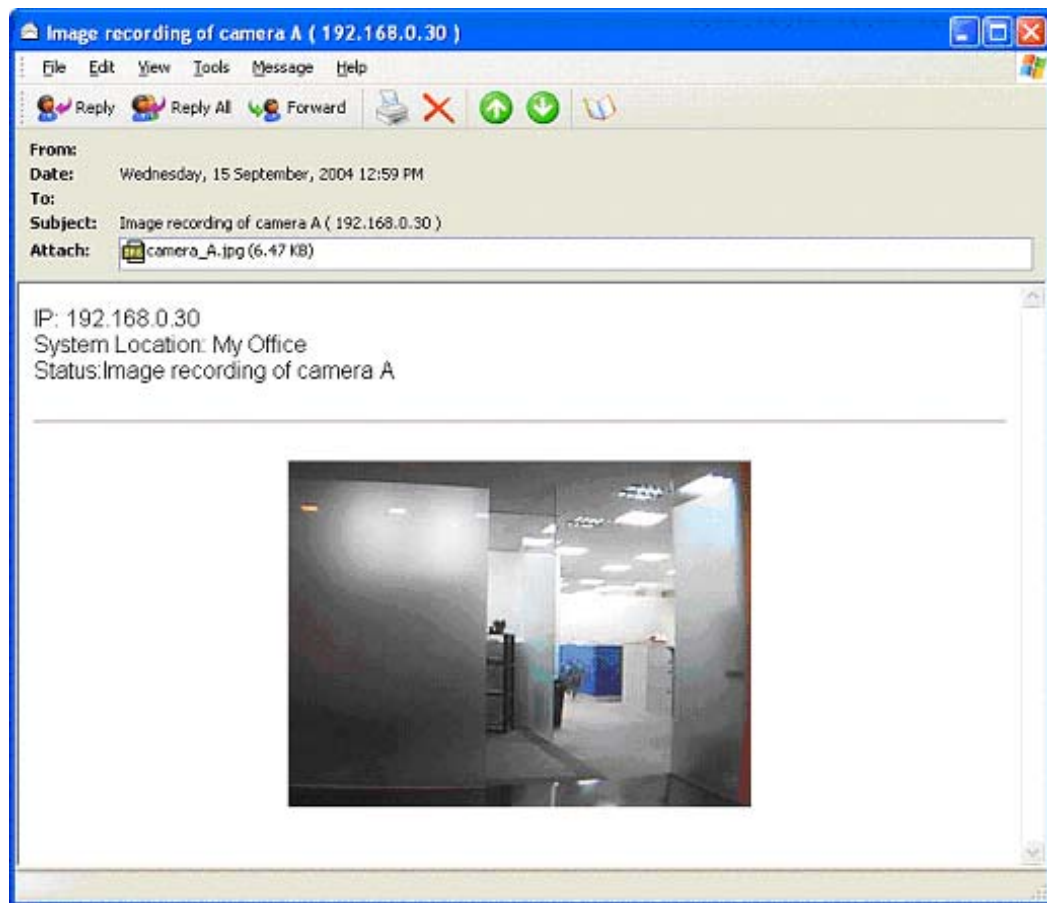 Image recording of camera A ( 192.168.0.30 )
File Edit View Tools Message Help
Reply Reply All Forward
From:
Date: Wednesday, 15 September, 2004 12:59 PM
To:
Subject: Image recording of camera A ( 192.168.0.30 )
Attach: camera_A.jpg (6.47 KB)
IP: 192.168.0.30
System Location: My Office
Status:Image recording of camera A